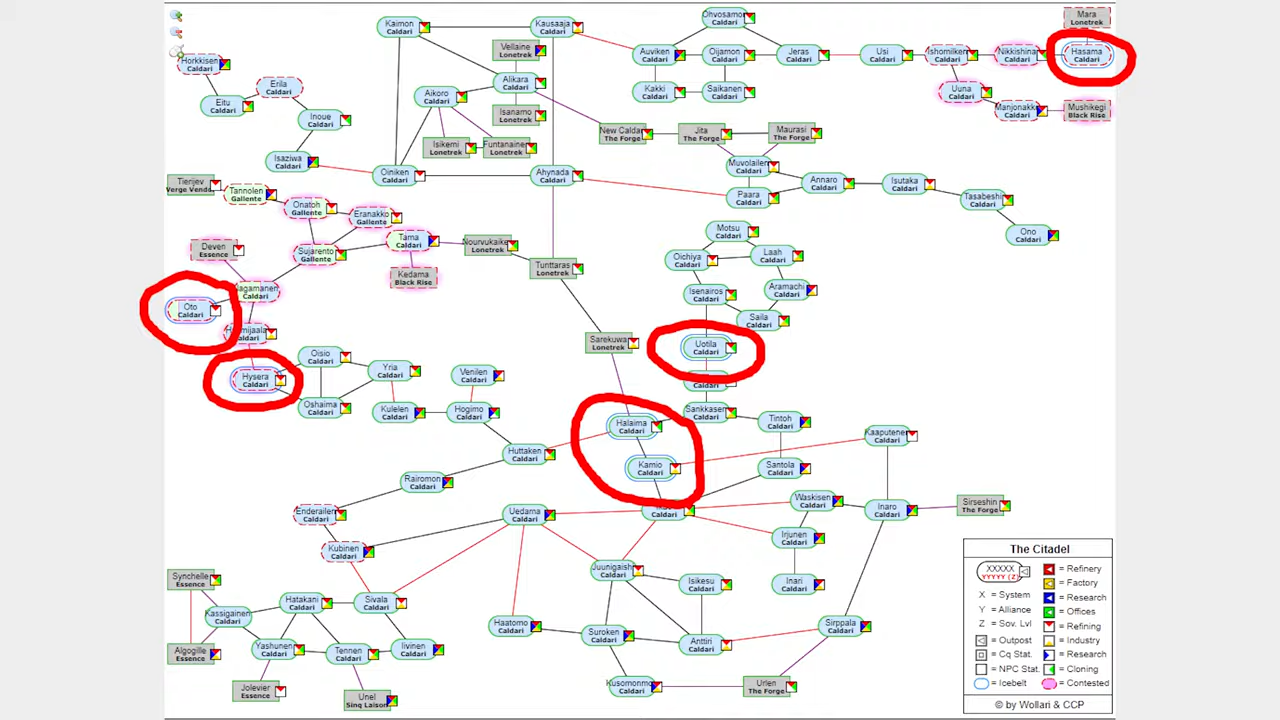 Kaimon
Caldari
Kausaaja
Caldari
Ohvosamon
Caldari
Mara
Lonetrek
Vellaine
Lonetrek
Auviken
Caldari
Oijamon
Caldari
Jeras
Caldari
Usi
Caldari
Ishomilken
Caldari
Nikkishina
Caldari
Hasama
Caldari
Horkkisen
Caldari
Erila
Caldari
Alikara
Caldari
Aikoro
Caldari
Kakki
Caldari
Saikanen
Caldari
Uuna
Caldari
Eitu
Caldari
Inoue
Caldari
Isanamo
Lonetrek
Manjonakko
Caldari
Mushikegi
Black Rise
New Calda
The Forge
Jita
The Forge
Maurasi
The Forge
Isikemi
Lonetrek
Funtanaine
Lonetrek
Isaziwa
Caldari
Oiniken
Caldari
Ahynada
Caldari
Muvolailen
Caldari
Paara
Caldari
Annaro
Caldari
Isutaka
Caldari
Tasabeshi
Caldari
Ono
Caldari
Tierijev
Verge Vendo
Tannolen
Gallente
Onatoh
Gallente
Eranakko
Gallente
Sujarento
Gallente
Tama
Caldari
Nourvukaike
Lonetrek
Kedama
Black Rise
Deven
Essence
Tunttaras
Lonetrek
Motsu
Caldari
Oichiya
Caldari
Laah
Caldari
Isenairos
Caldari
Aramachi
Caldari
Saila
Caldari
Nagamanen
Caldari
Oto
Caldari
Caldari
Hysera
Caldari
Oisio
Caldari
Oshaima
Caldari
Yria
Caldari
Kulelen
Caldari
Venilen
Caldari
Hogimo
Caldari
Sarekuwa
Lonetrek
Uotila
Caldari
Caldari
Sankkasen
Caldari
Tintoh
Caldari
Santola
Caldari
Kaaputene
Caldari
Halaima
Caldari
Kamio
Caldari
Huttaken
Caldari
Rairomon
Caldari
Enderailen
Caldari
Kubinen
Caldari
Uedama
Caldari
Caldari
Waskisen
Caldari
Irjunen
Caldari
Inari
Caldari
Inaro
Caldari
Sirseshin
The Forge
Synchelle
Essence
Kassigainen
Caldari
Hatakani
Caldari
Sivala
Caldari
Algogille
Essence
Yashunen
Caldari
Tennen
Caldari
Iivinen
Caldari
Jolevier
Essence
Unel
Sinq Laison
Haatomo
Caldari
Juunigaishi
Caldari
Isikesu
Caldari
Suroken
Caldari
Anttiri
Caldari
Sirppala
Caldari
Kusomonmon
Caldari
Urlen
The Forge
The Citadel
XXXXX
YYYYY (Z)
X = System
Y = Alliance
Z = Sov. Lvl
= Outpost
= Cq Stat.
= NPC Stat.
= Icebelt
= Refinery
= Factory
= Research
= Offices
= Refining
= Industry
= Research
= Cloning
= Contested
© by Wollari & CCP